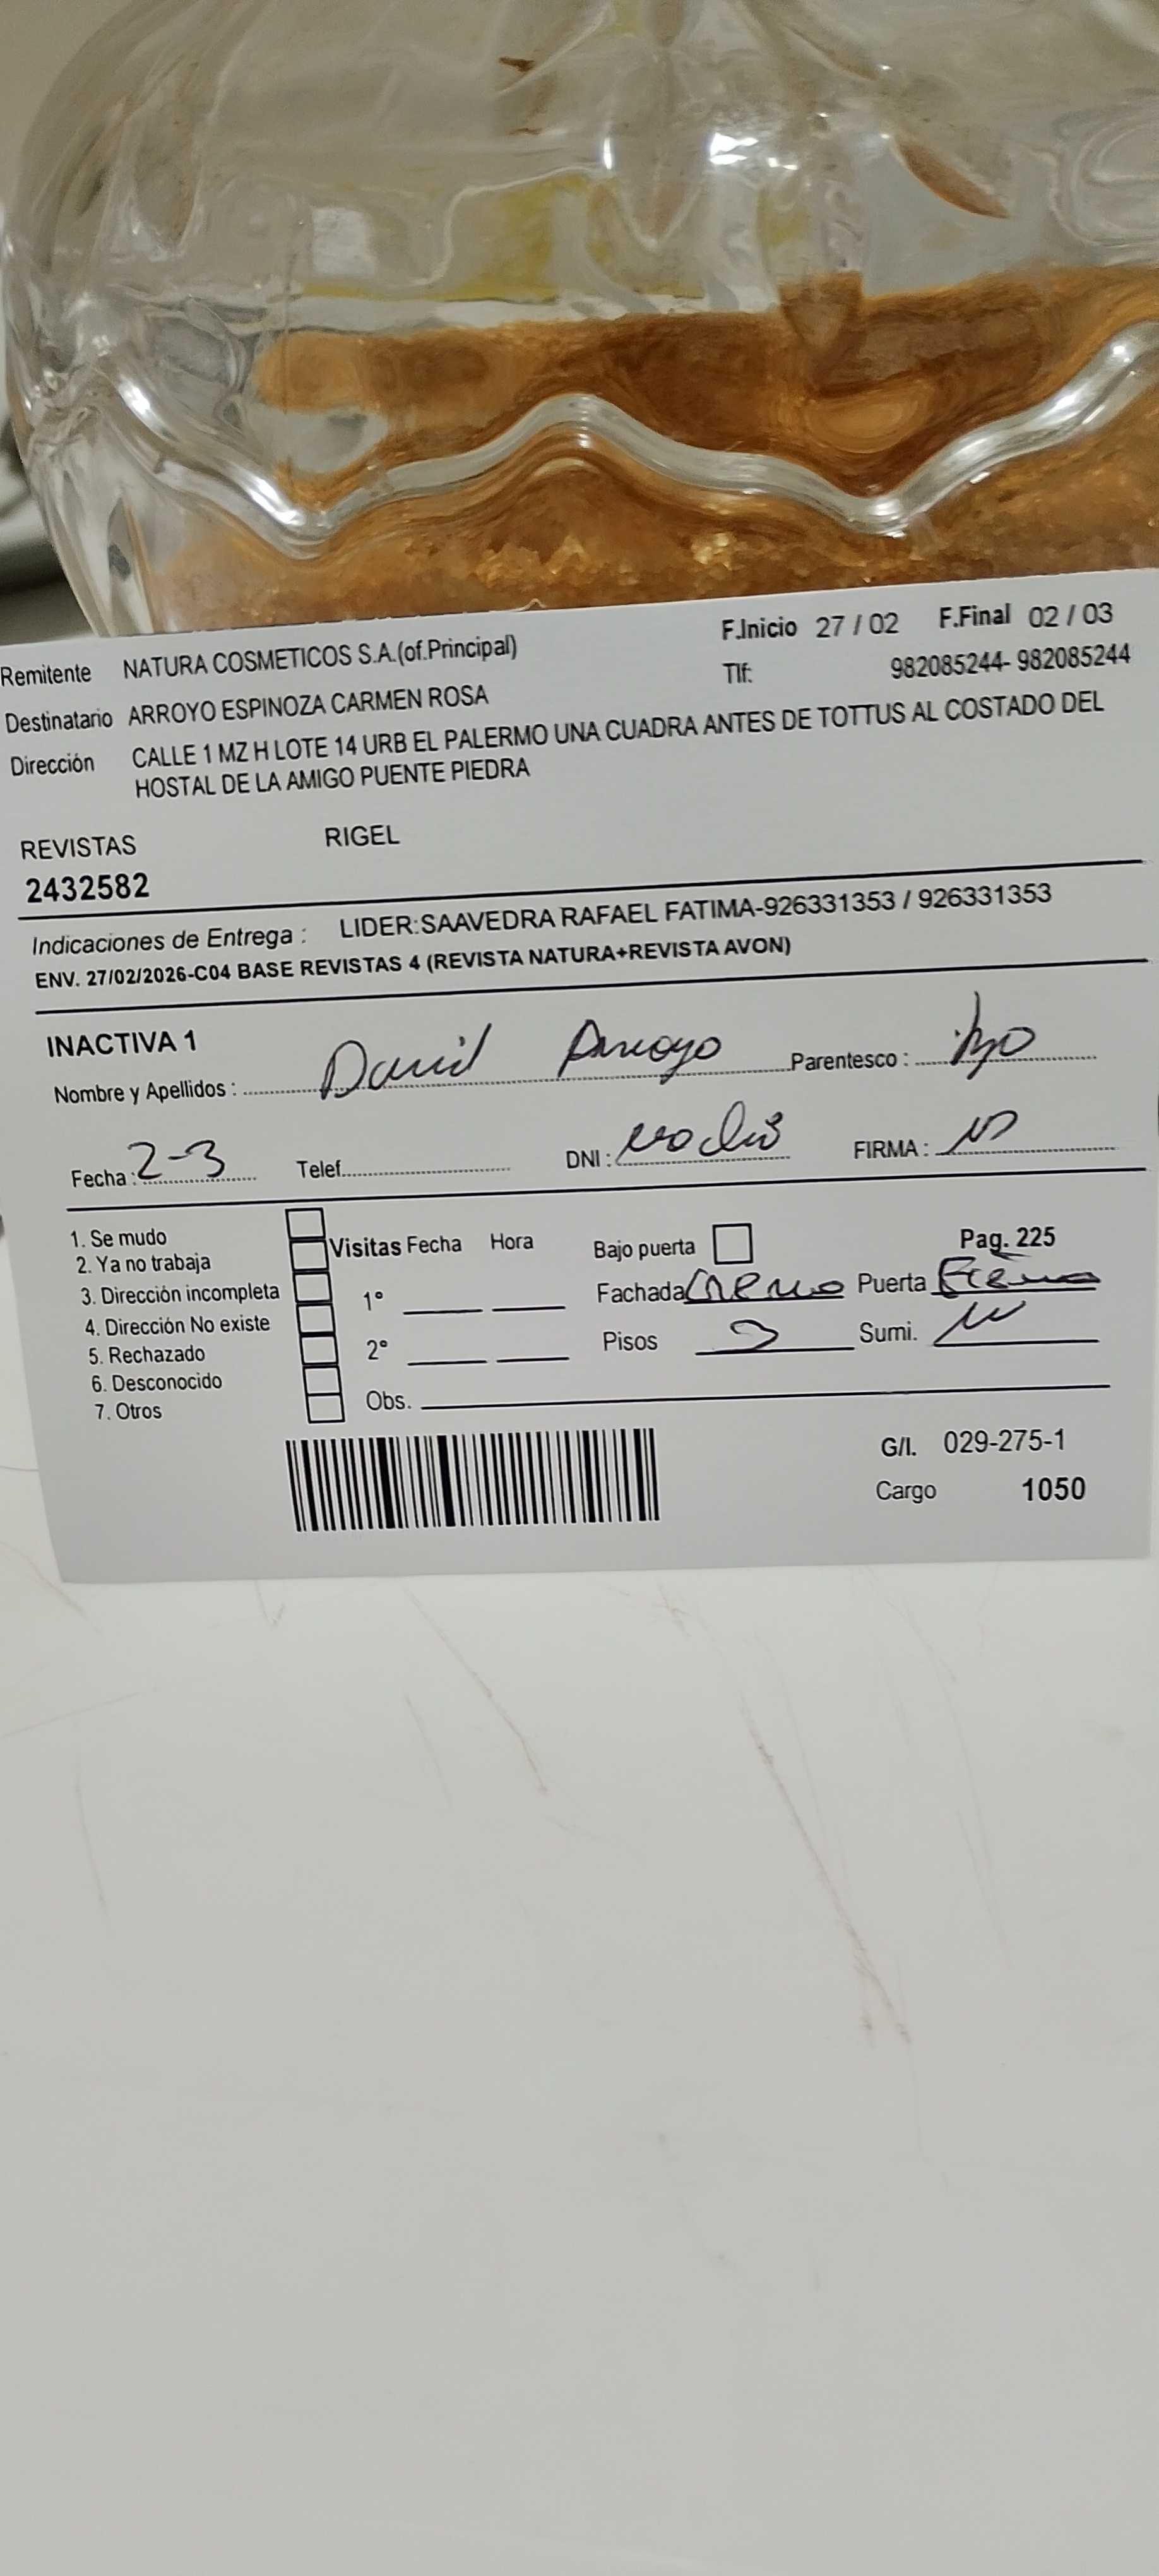 F.Inicio 27 / 02 F.Final 02 / 03
Remitente NATURA COSMETICOS S.A.(of.Principal)
Tlf: 982085244- 982085244
Destinatario ARROYO ESPINOZA CARMEN ROSA
Dirección CALLE 1 MZ H LOTE 14 URB EL PALERMO UNA CUADRA ANTES DE TOTTUS AL COSTADO DEL
HOSTAL DE LA AMIGO PUENTE PIEDRA
REVISTAS RIGEL
2432582
Indicaciones de Entrega : LIDER:SAAVEDRA RAFAEL FATIMA-926331353 / 926331353
ENV. 27/02/2026-C04 BASE REVISTAS 4 (REVISTA NATURA+REVISTA AVON)
INACTIVA 1
Nombre y Apellidos : David Arroyo Parentesco : hijo
Fecha : 2-3 Telef. DNI : no dio FIRMA :
1. Se mudo
2. Ya no trabaja
3. Dirección incompleta
4. Dirección No existe
5. Rechazado
6. Desconocido
7. Otros
Visitas Fecha Hora
1°
2°
Obs.
Bajo puerta Pag. 225
Fachada Puerta
Pisos Sumi.
G/I. 029-275-1
Cargo 1050